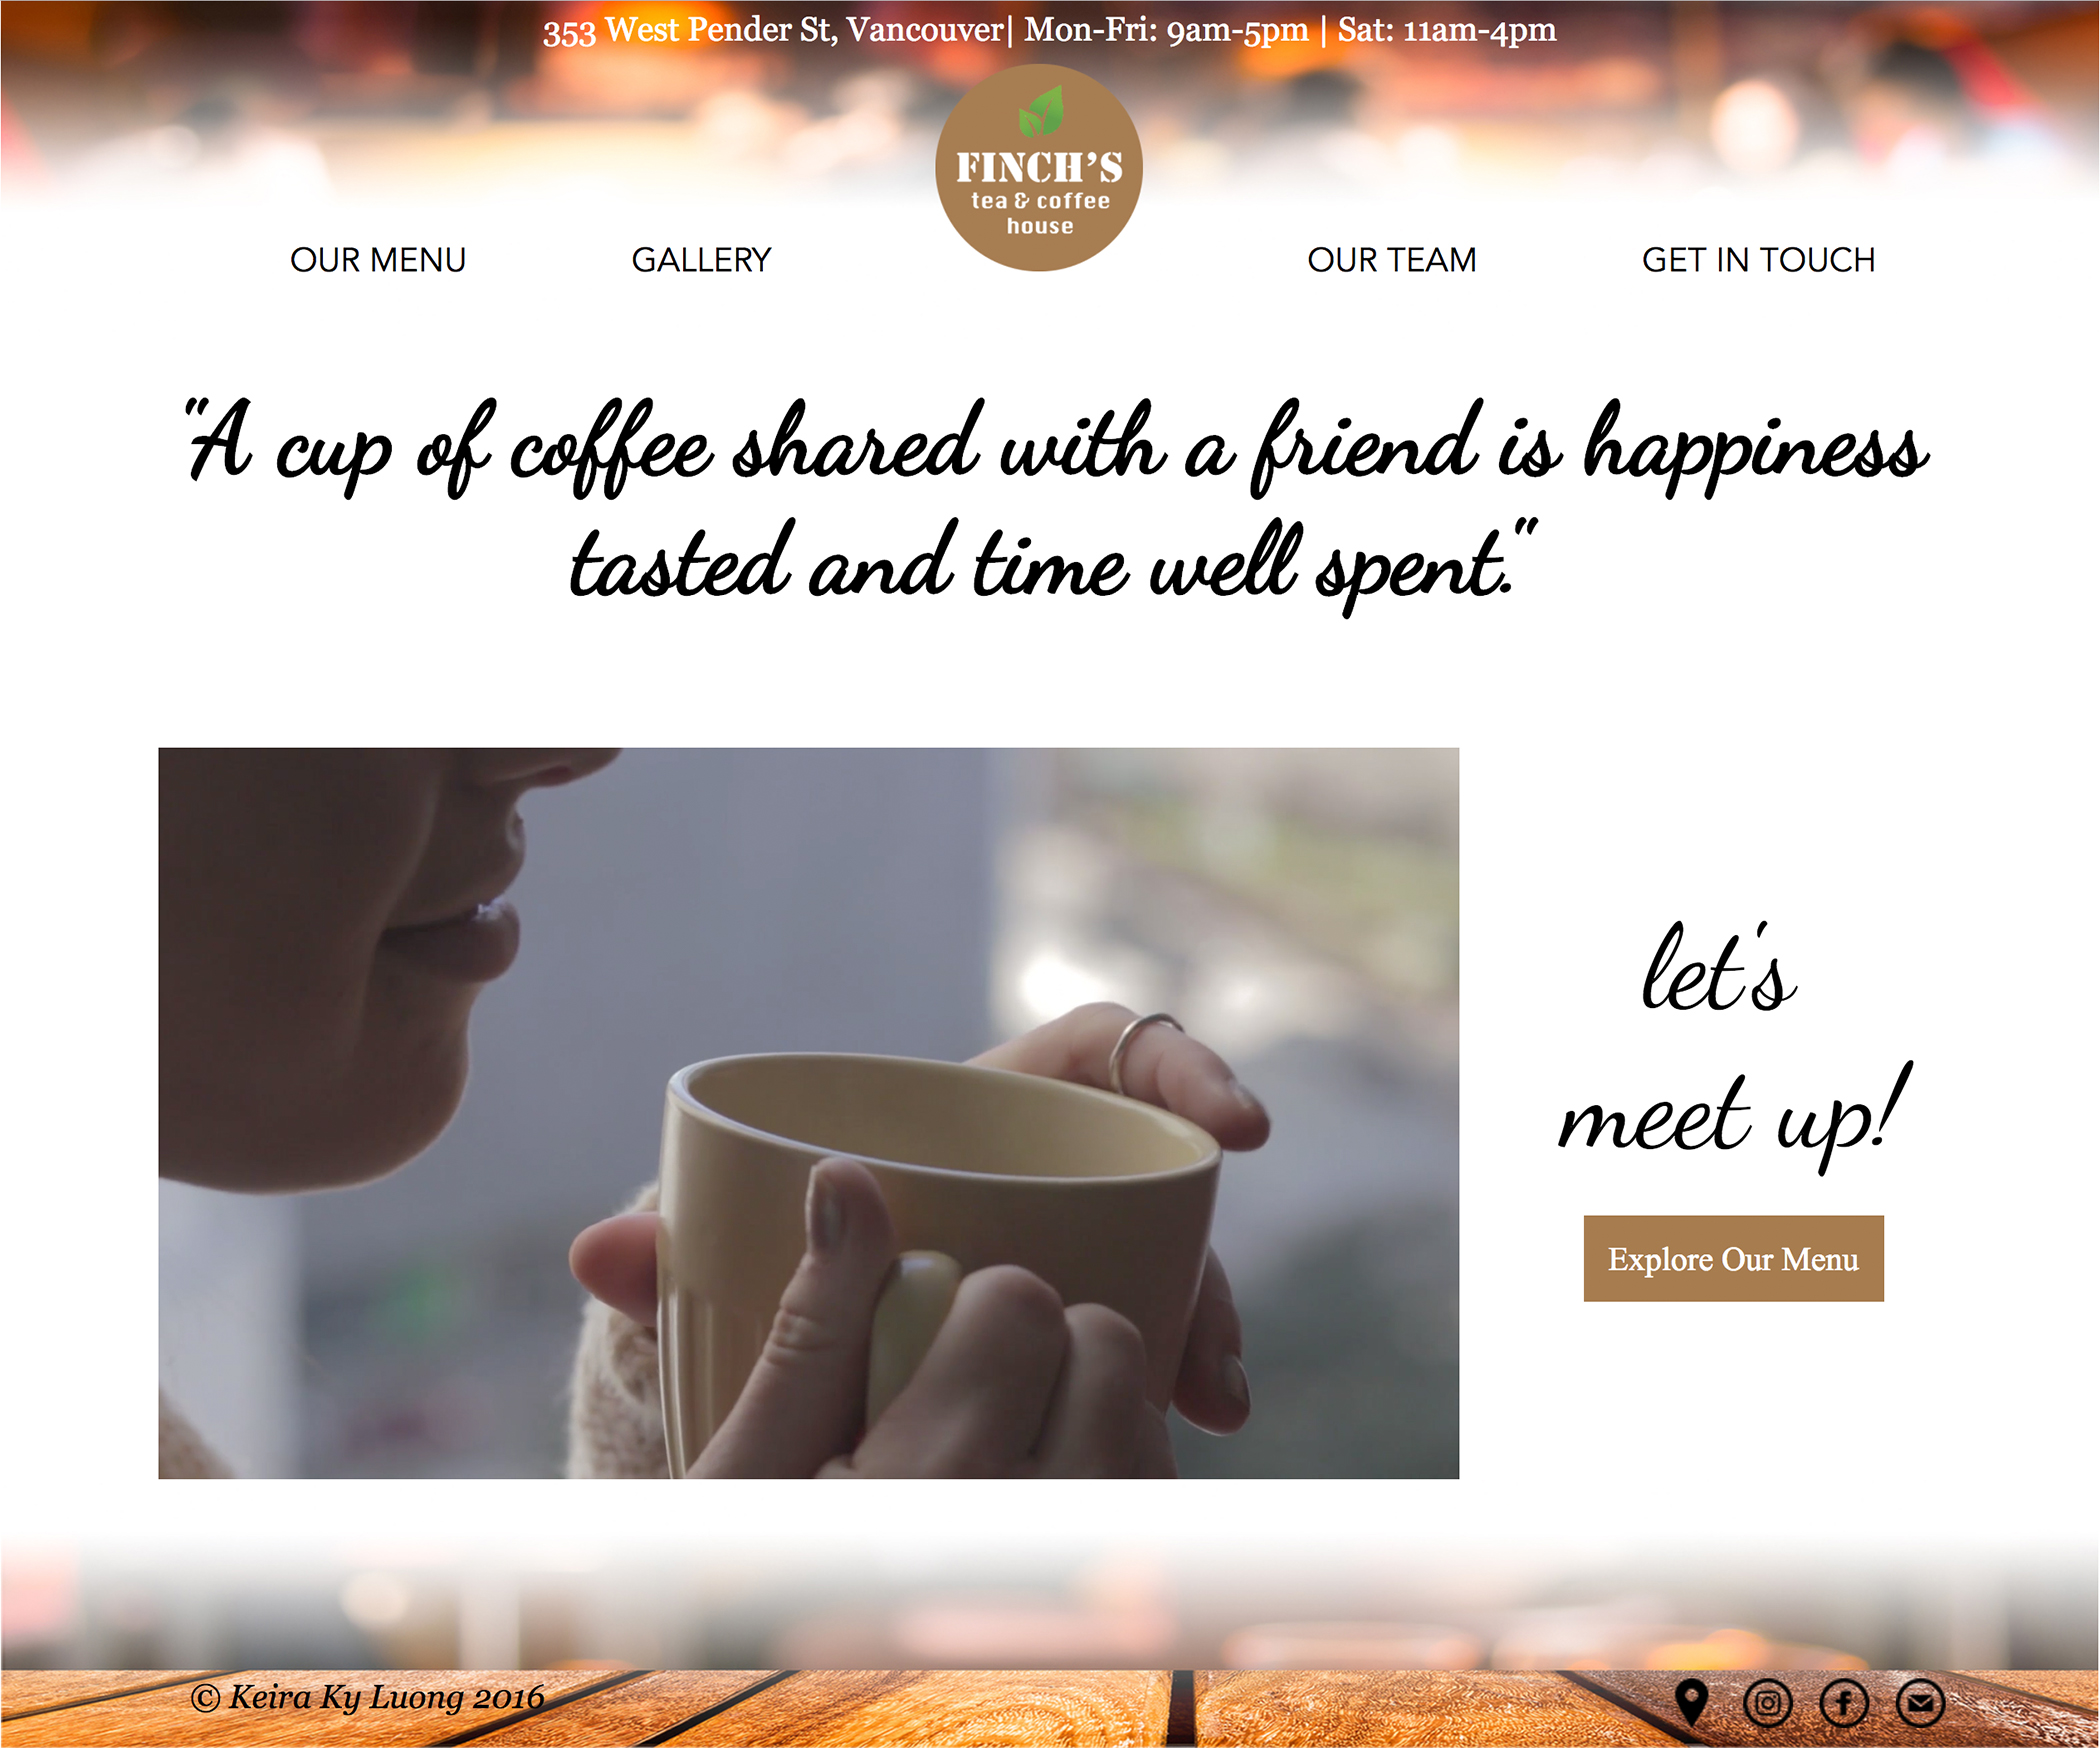 353 West Pender St, Vancouver| Mon-Fri: 9am-5pm | Sat: 11am-4pm
FINCH'S
tea & coffee
house
OUR MENU
GALLERY
OUR TEAM
GET IN TOUCH
"A cup of coffee shared with a friend is happiness
tasted and time well spent."
let's
meet up!
Explore Our Menu
© Keira Ky Luong 2016